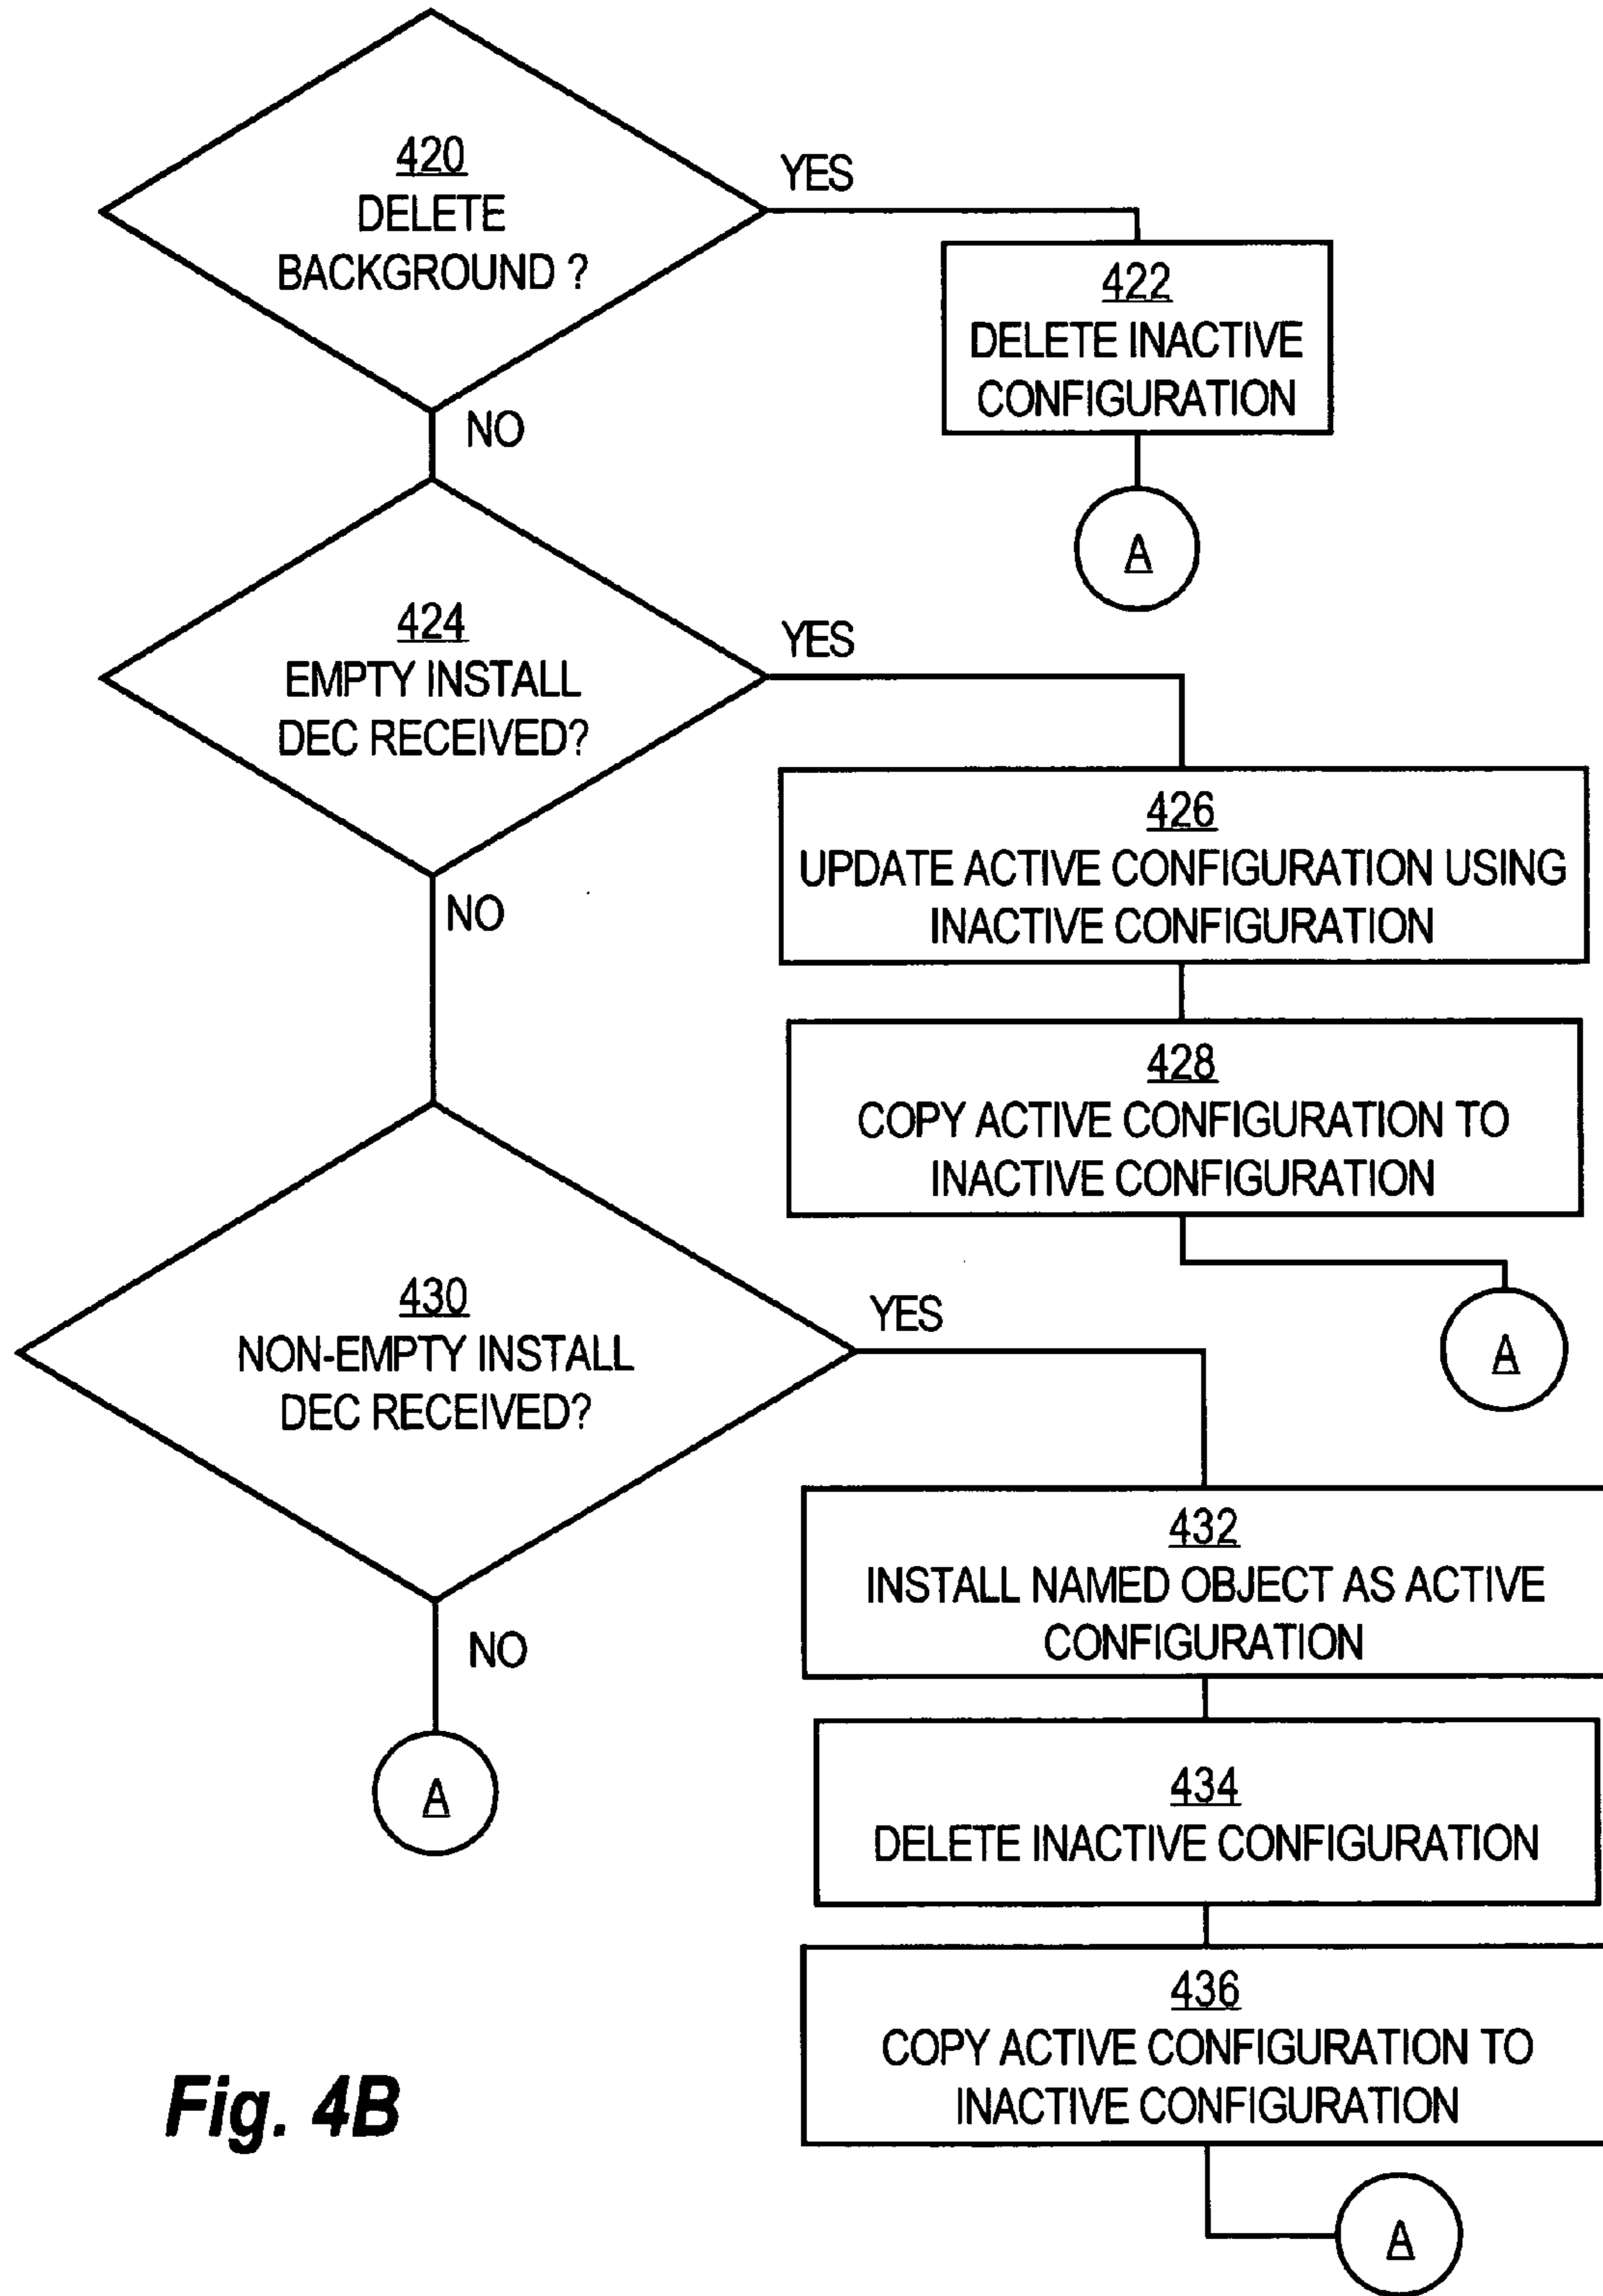 420
DELETE
BACKGROUND ?
YES
422
DELETE INACTIVE
CONFIGURATION
NO
A
424
EMPTY INSTALL
DEC RECEIVED?
YES
426
UPDATE ACTIVE CONFIGURATION USING
INACTIVE CONFIGURATION
NO
428
COPY ACTIVE CONFIGURATION TO
INACTIVE CONFIGURATION
A
430
NON-EMPTY INSTALL
DEC RECEIVED?
YES
432
INSTALL NAMED OBJECT AS ACTIVE
CONFIGURATION
NO
A
434
DELETE INACTIVE CONFIGURATION
436
COPY ACTIVE CONFIGURATION TO
INACTIVE CONFIGURATION
A
Fig. 4B